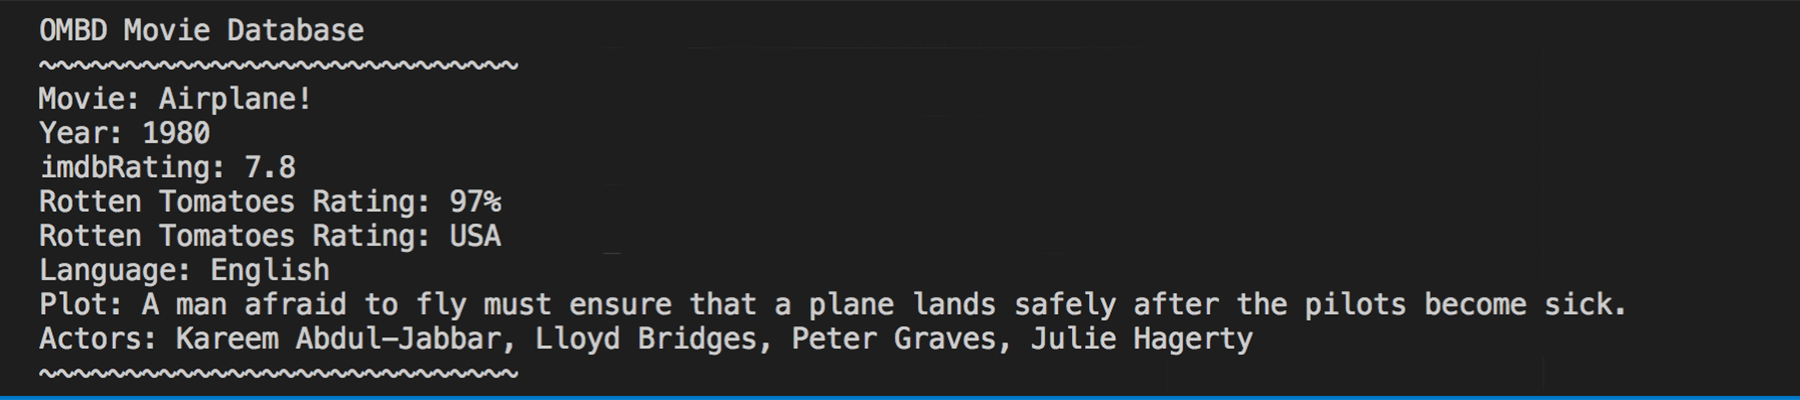 OMBD Movie Database
~~~~~~~~~~~~~~~~~~~~~~~~~~~~
Movie: Airplane!
Year: 1980
imdbRating: 7.8
Rotten Tomatoes Rating: 97%
Rotten Tomatoes Rating: USA
Language: English
Plot: A man afraid to fly must ensure that a plane lands safely after the pilots become sick.
Actors: Kareem Abdul-Jabbar, Lloyd Bridges, Peter Graves, Julie Hagerty
~~~~~~~~~~~~~~~~~~~~~~~~~~~~